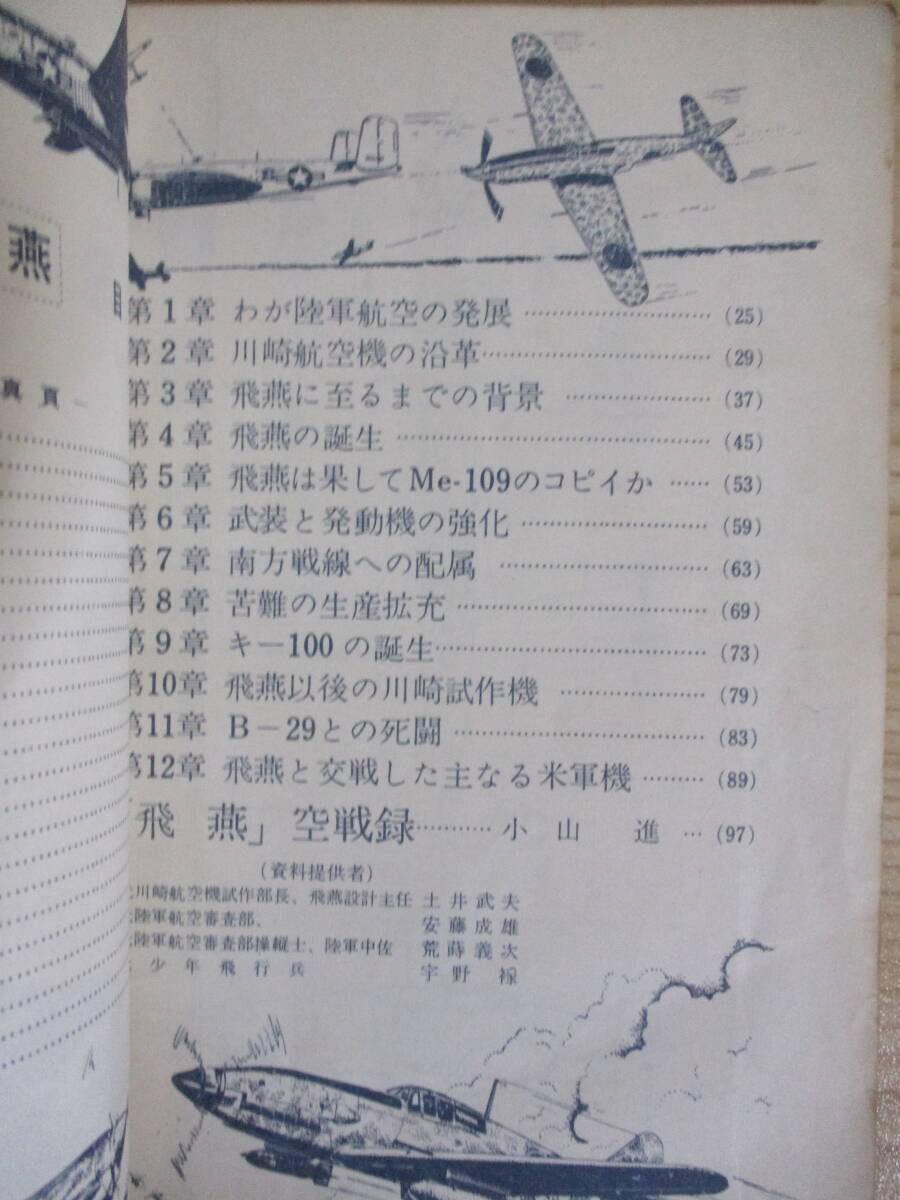 燕
真 頁
第1章 わが陸軍航空の発展……………………(25)
第2章 川崎航空機の沿革……………………(29)
第3章 飛燕に至るまでの背景………………(37)
第4章 飛燕の誕生……………………………(45)
第5章 飛燕は果してMe-109のコピイか……(53)
第6章 武装と発動機の強化…………………(59)
第7章 南方戦線への配属……………………(63)
第8章 苦難の生産拡充………………………(69)
第9章 キー100の誕生………………………(73)
第10章 飛燕以後の川崎試作機………………(79)
第11章 B-29との死闘………………………(83)
第12章 飛燕と交戦した主なる米軍機………(89)
「飛燕」空戦録………小山 進…(97)
(資料提供者)
川崎航空機試作部長、飛燕設計主任 土井武夫
陸軍航空審査部、 安藤成雄
陸軍航空審査部操縦士、陸軍中佐 荒蒔義次
少年飛行兵 宇野